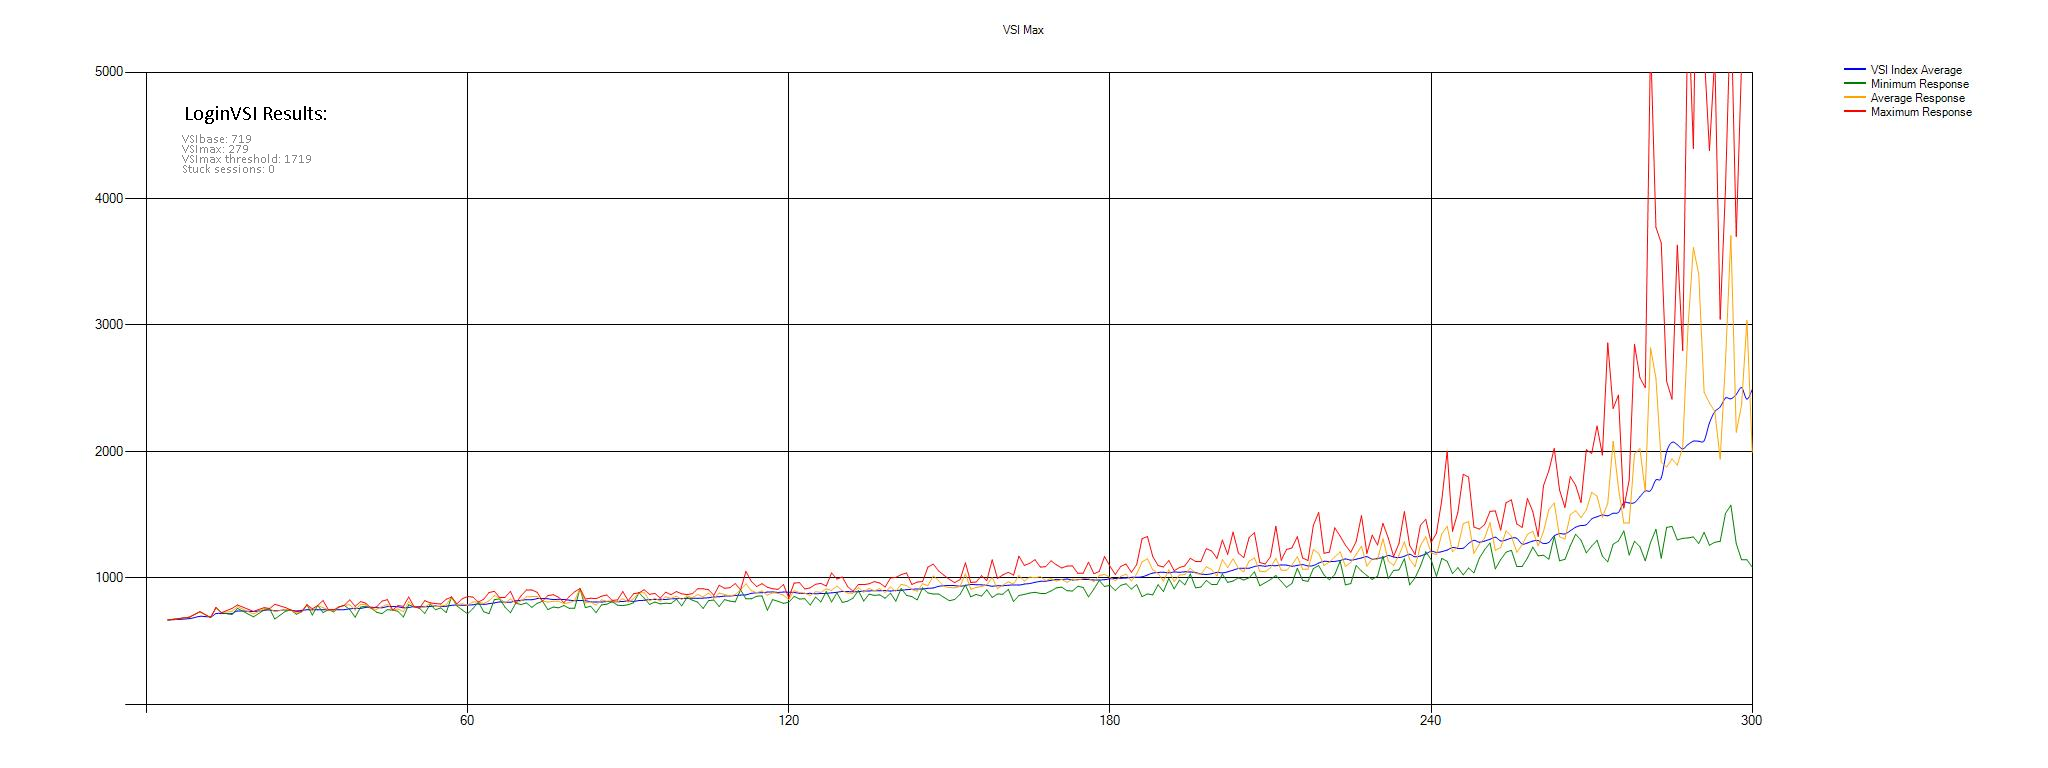 VSI Max
5000
4000
3000
2000
1000
60
120
180
240
300
LoginVSI Results:
VSIbase: 719
VSImax: 279
VSImax threshold: 1719
Stuck sessions: 0
VSI Index Average
Minimum Response
Average Response
Maximum Response